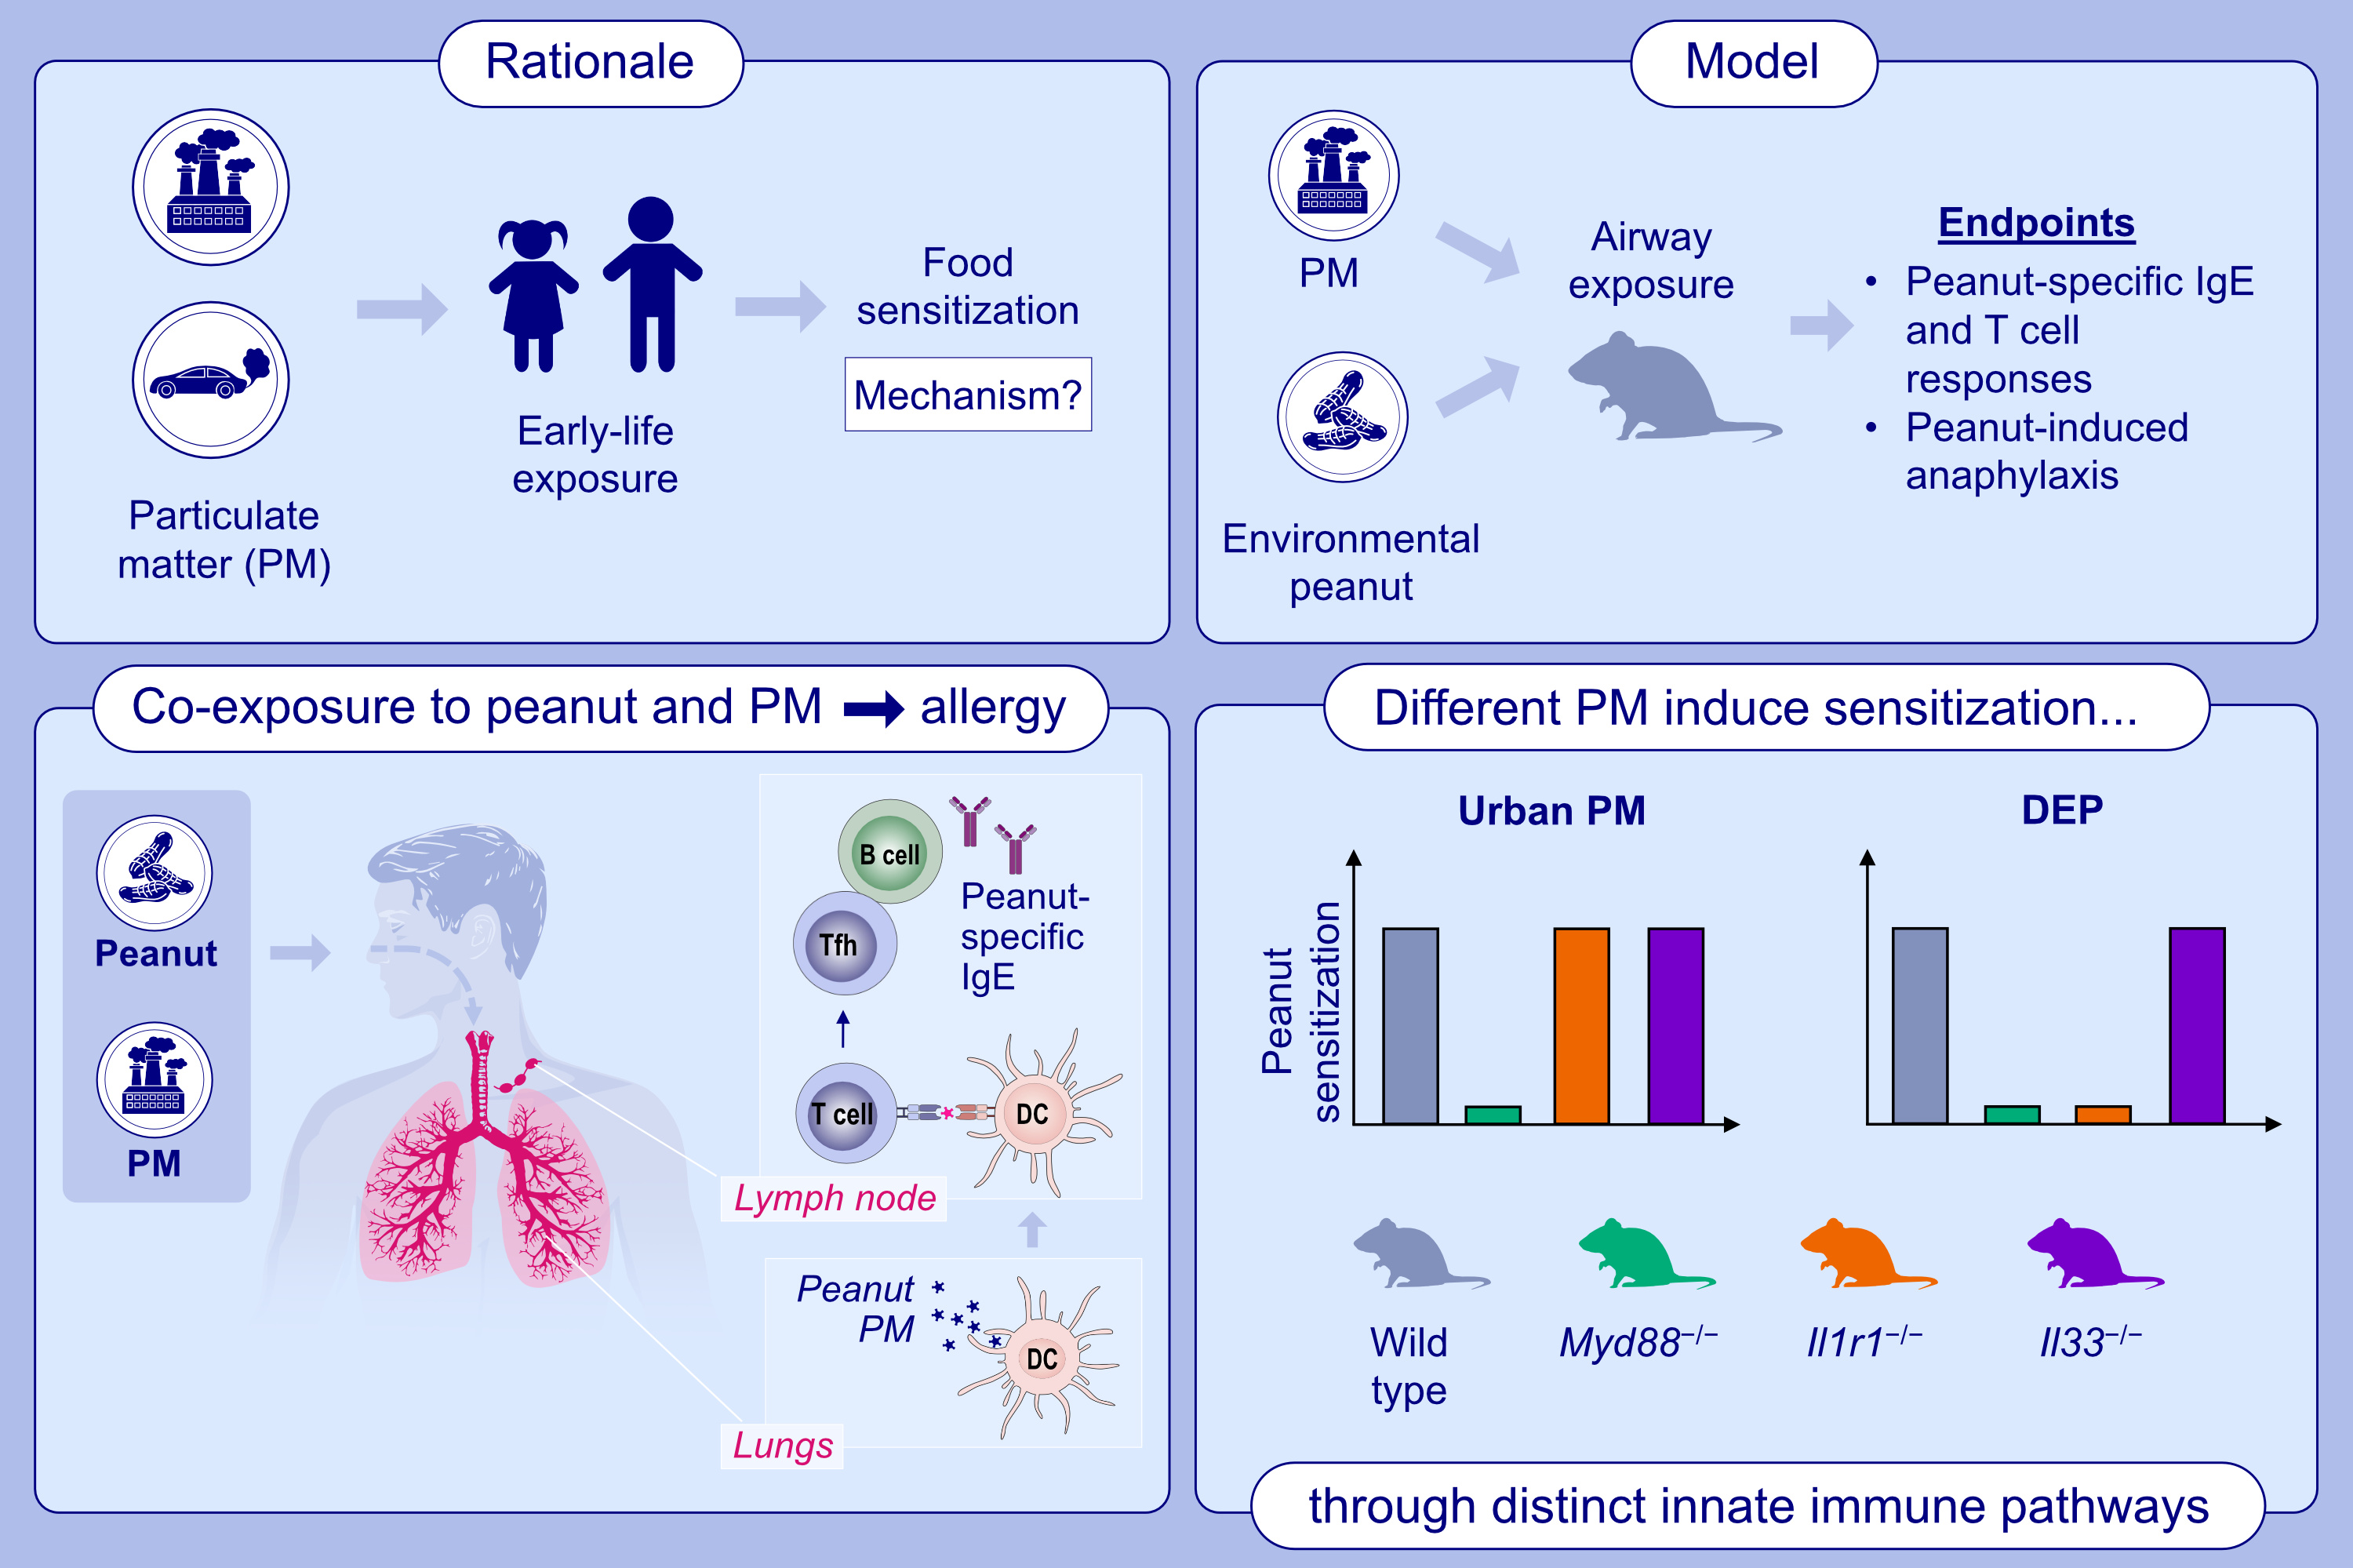 Rationale
Particulate
matter (PM)
Early-life
exposure
Food
sensitization
Mechanism?
Model
PM
Environmental
peanut
Airway
exposure
Endpoints
• Peanut-specific IgE
and T cell
responses
• Peanut-induced
anaphylaxis
Co-exposure to peanut and PM → allergy
Peanut
PM
B cell
Tfh
Peanut-
specific
IgE
T cell
DC
Lymph node
Peanut
PM
DC
Lungs
Different PM induce sensitization...
Urban PM
DEP
Peanut
sensitization
Wild
type
Myd88−/−
Il1r1−/−
Il33−/−
through distinct innate immune pathways